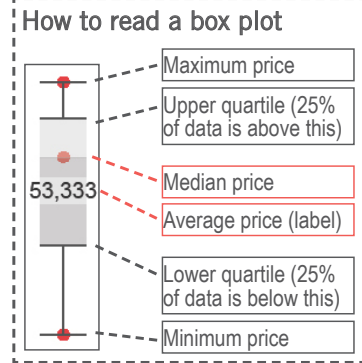 How to read a box plot
Maximum price
Upper quartile (25%
of data is above this)
Median price
53,333
Average price (label)
Lower quartile (25%
of data is below this)
Minimum price